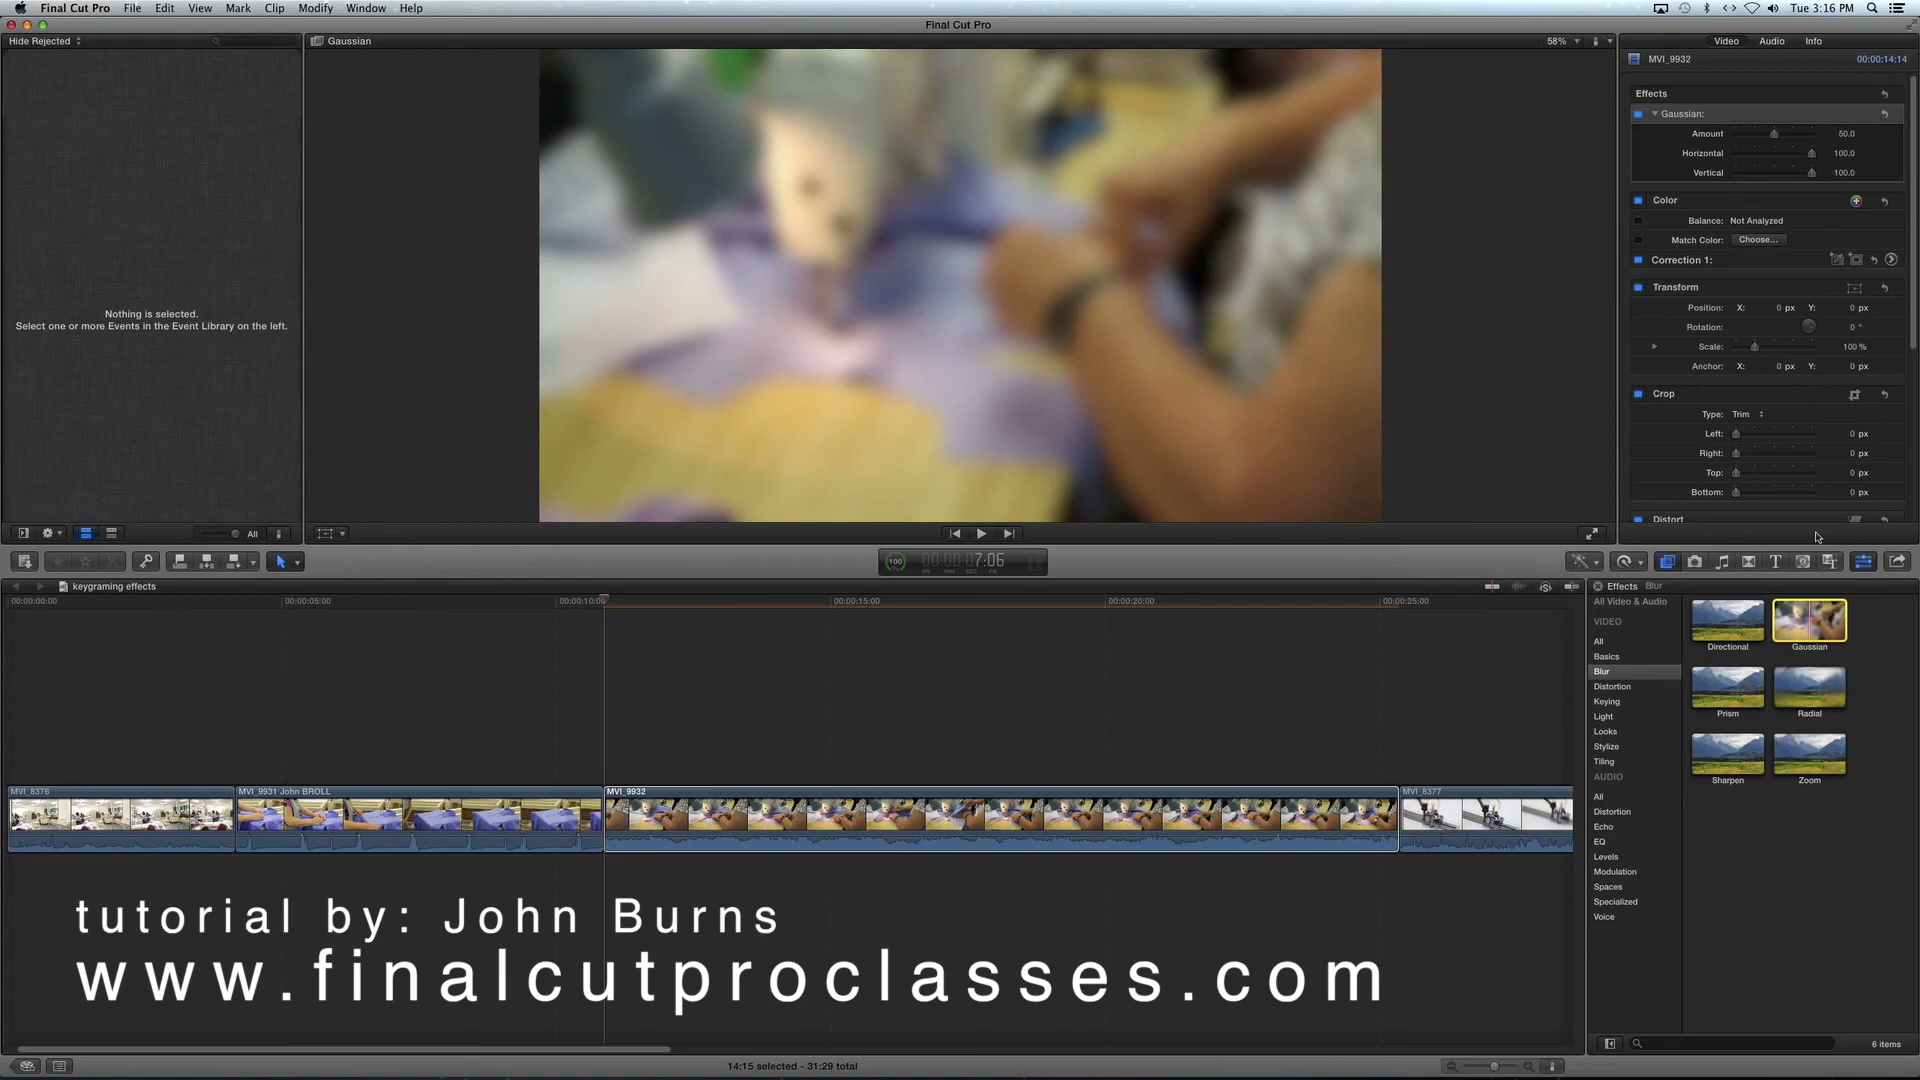 Final Cut Pro File Edit View Mark Clip Modify Window Help Tue 3:16 PM
Final Cut Pro
Hide Rejected
Gaussian
58%
Video Audio Info
MVI_9932 00:00:14:14
Effects
Gaussian:
Amount 50.0
Horizontal 100.0
Vertical 100.0
Color
Balance: Not Analyzed
Match Color: Choose...
Correction 1:
Transform
Position: X: 0 px Y: 0 px
Rotation: 0 °
Scale: 100 %
Anchor: X: 0 px Y: 0 px
Crop
Type: Trim
Left: 0 px
Right: 0 px
Top: 0 px
Bottom: 0 px
Distort
Nothing is selected.
Select one or more Events in the Event Library on the left.
All
100 00:00:07:06
HR MIN SEC FR
keygraming effects
00:00:00:00 00:00:05:00 00:00:10:00 00:00:15:00 00:00:20:00 00:00:25:00
MVI_8376 MVI_9931 John BROLL MVI_9932 MVI_8377
Effects Blur
All Video & Audio
VIDEO
All
Basics
Blur
Distortion
Keying
Light
Looks
Stylize
Tiling
AUDIO
All
Distortion
Echo
EQ
Levels
Modulation
Spaces
Specialized
Voice
Directional Gaussian
Prism Radial
Sharpen Zoom
tutorial by: John Burns
www.finalcutproclasses.com
14:15 selected - 31:29 total
6 items